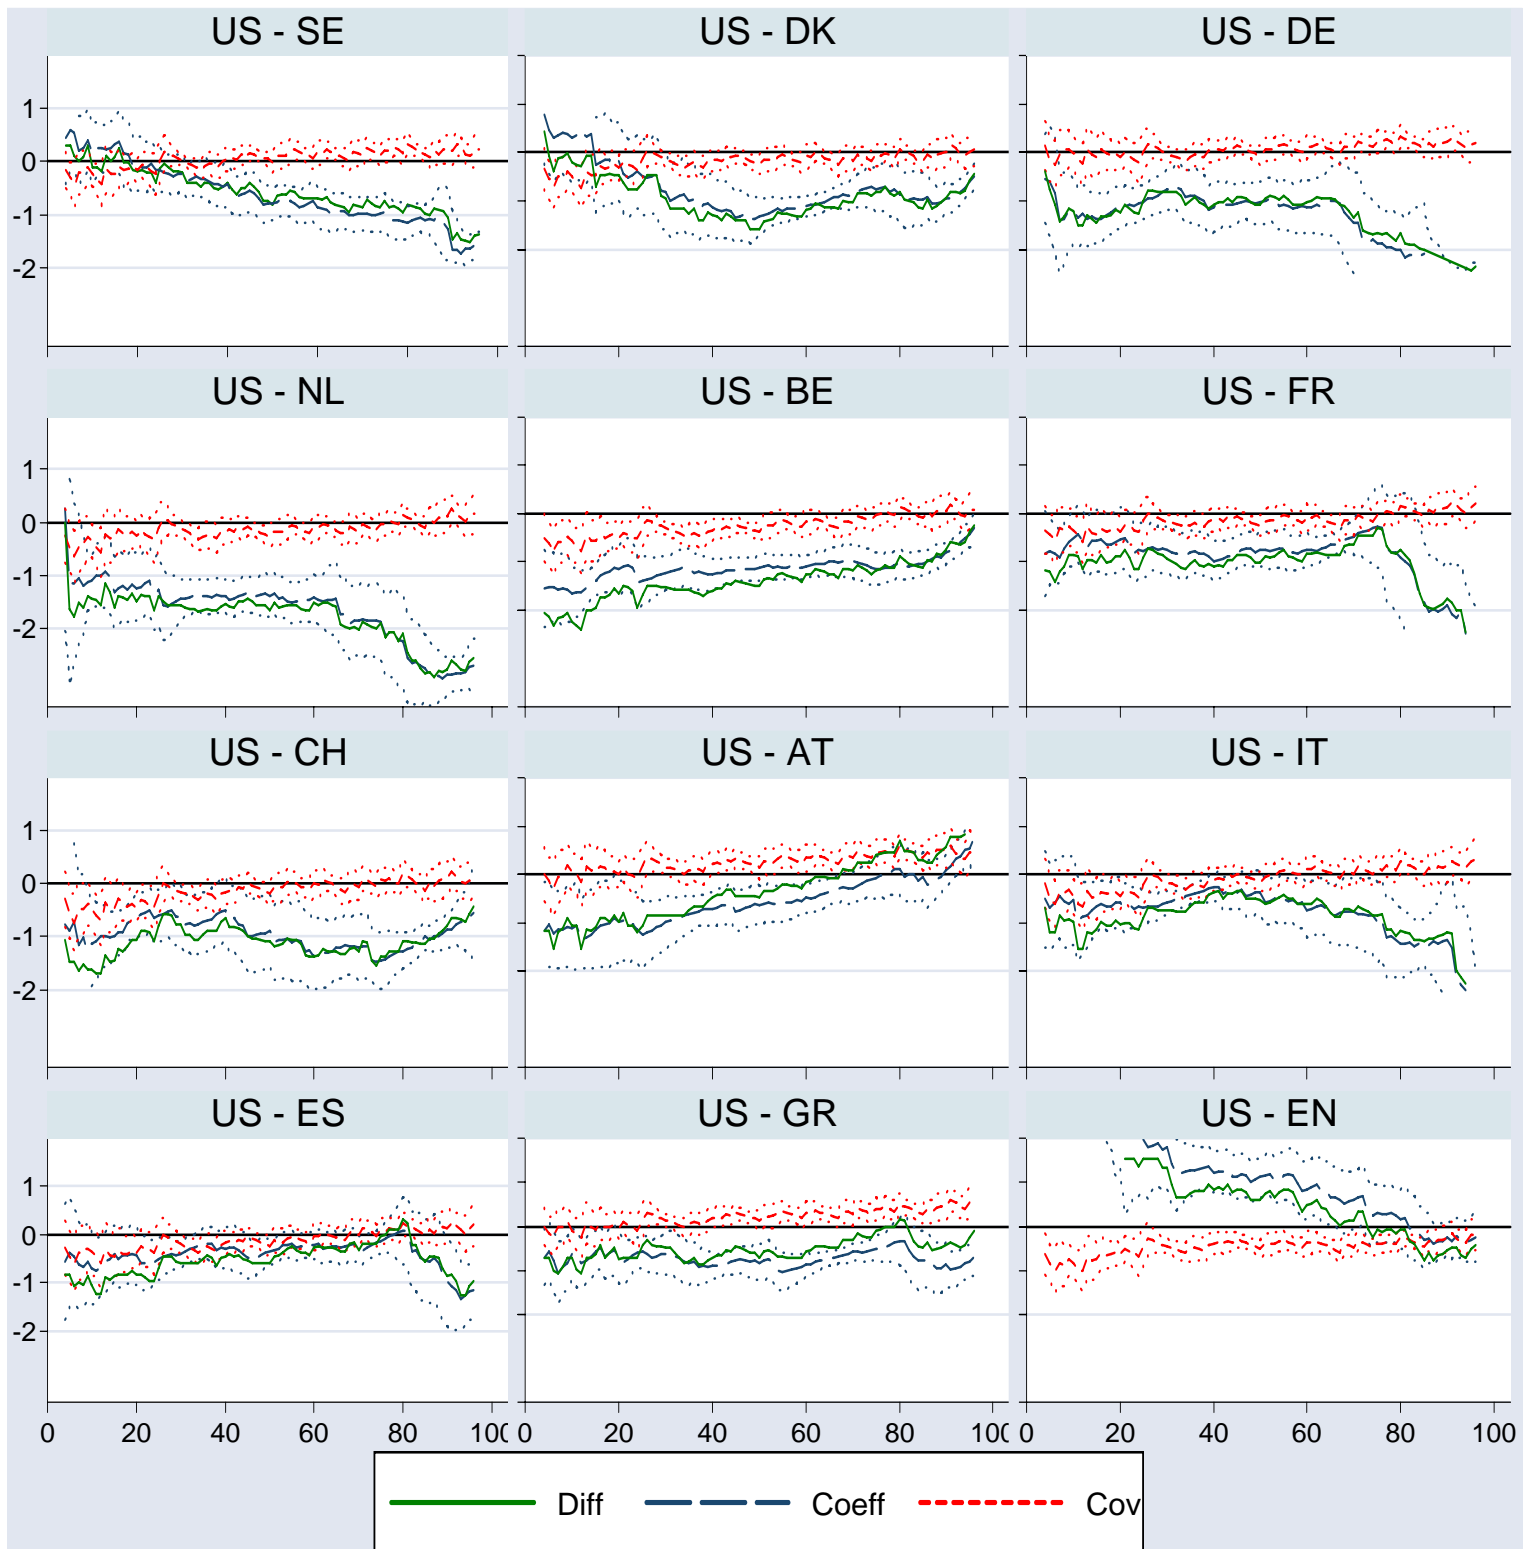 US - SE
US - DK
US - DE
1
0
-1
-2
US - NL
US - BE
US - FR
1
0
-1
-2
US - CH
US - AT
US - IT
1
0
-1
-2
US - ES
US - GR
US - EN
1
0
-1
-2
0 20 40 60 80 100 0 20 40 60 80 100 0 20 40 60 80 100
Diff Coeff Cov